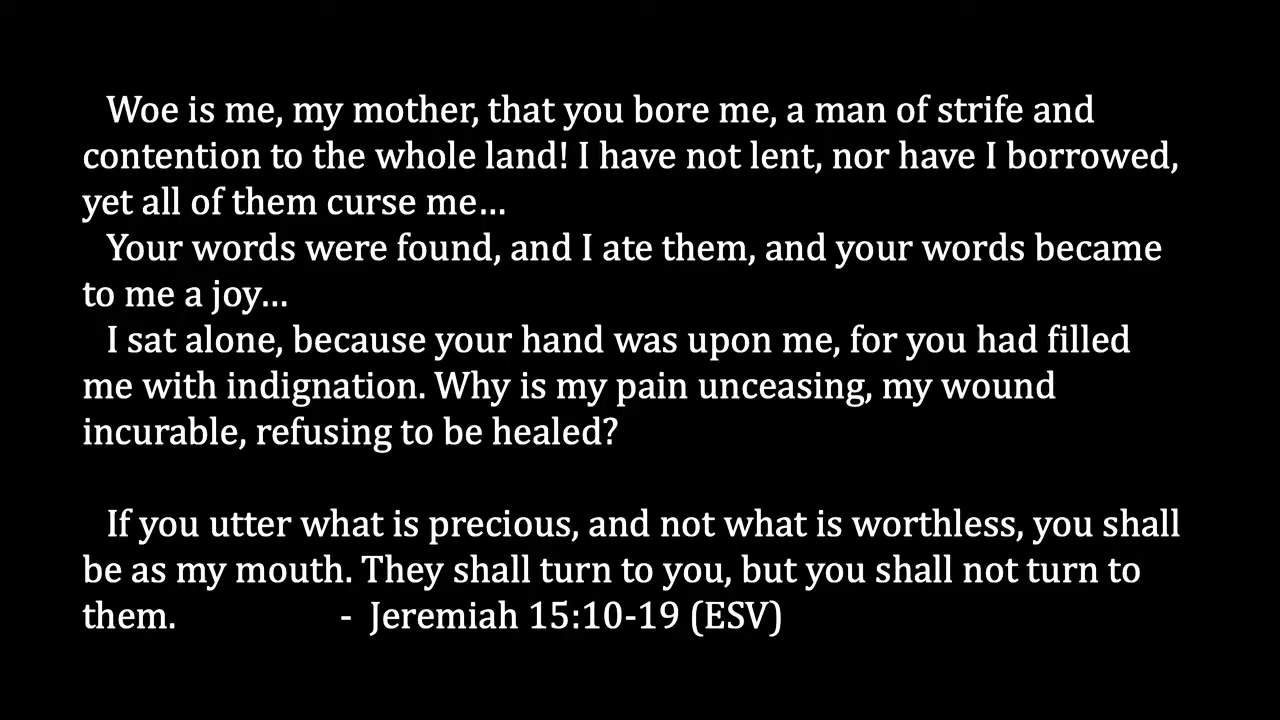 Woe is me, my mother, that you bore me, a man of strife and
contention to the whole land! I have not lent, nor have I borrowed,
yet all of them curse me…
Your words were found, and I ate them, and your words became
to me a joy…
I sat alone, because your hand was upon me, for you had filled
me with indignation. Why is my pain unceasing, my wound
incurable, refusing to be healed?
If you utter what is precious, and not what is worthless, you shall
be as my mouth. They shall turn to you, but you shall not turn to
them. - Jeremiah 15:10-19 (ESV)